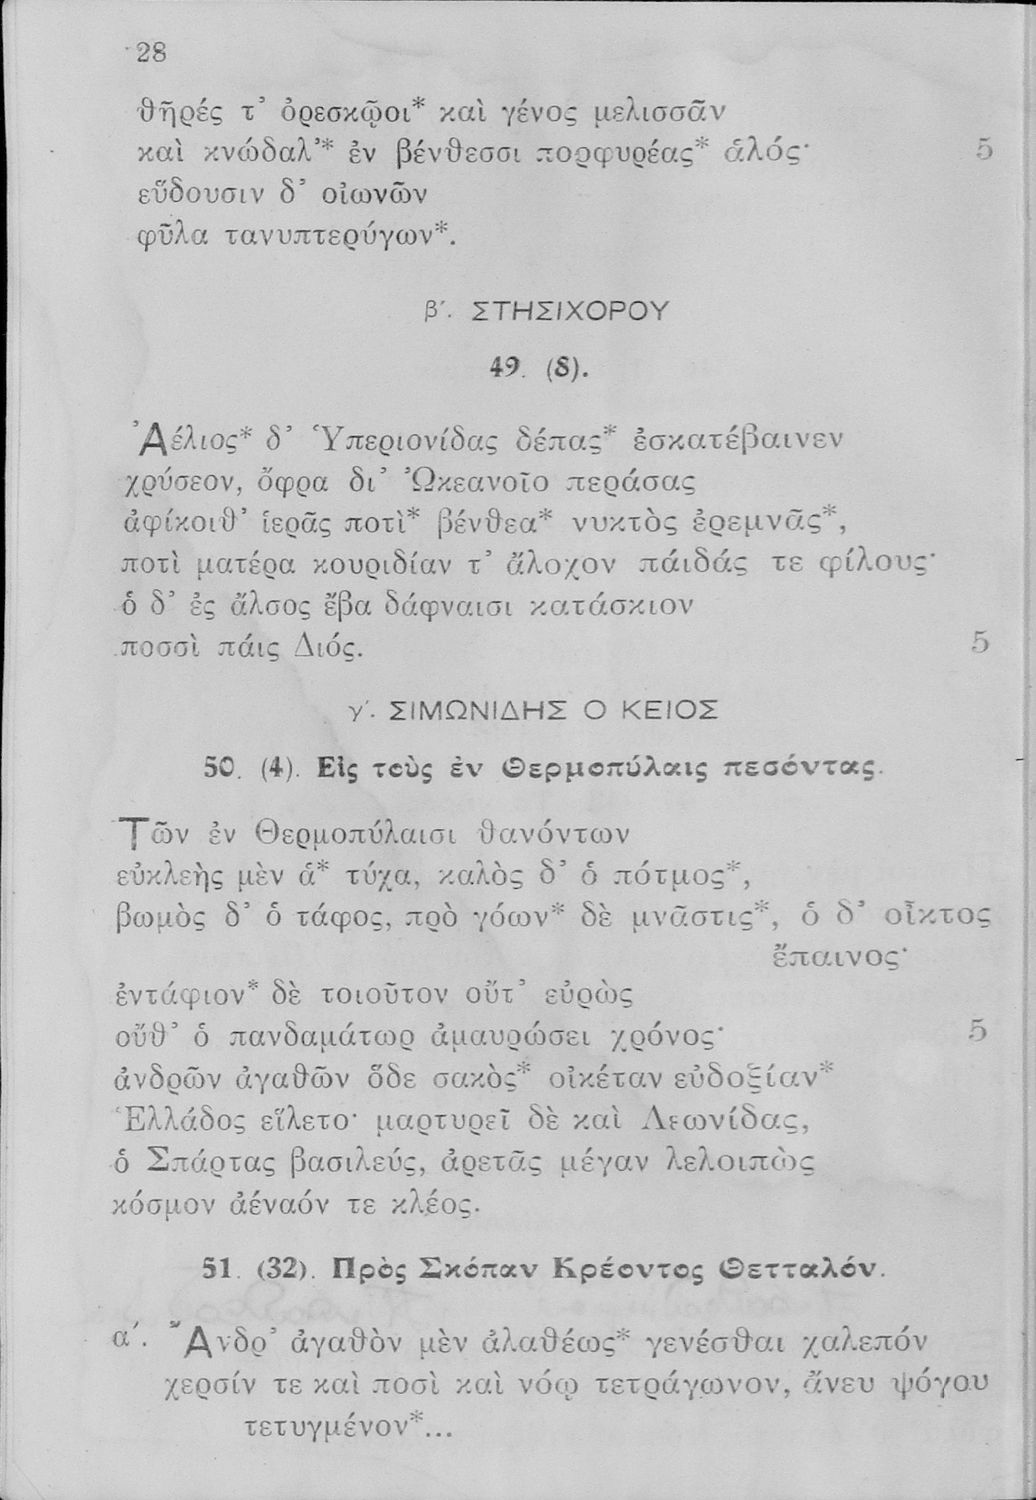 28
θῆρές τ' ὀρεσκῷοι* καὶ γένος μελισσᾶν
καὶ κνώδαλ'* ἐν βένθεσσι πορφυρέας* ἁλός· 5
εὕδουσιν δ' οἰωνῶν
φῦλα τανυπτερύγων*.
β΄. ΣΤΗΣΙΧΟΡΟΥ
49. (8).
Ἀέλιος* δ' Ὑπεριονίδας δέπας* ἐσκατέβαινεν
χρύσεον, ὄφρα δι' Ὠκεανοῖο περάσας
ἀφίκοιθ' ἱερᾶς ποτὶ* βένθεα* νυκτὸς ἐρεμνᾶς*,
ποτὶ ματέρα κουριδίαν τ' ἄλοχον πάιδάς τε φίλους·
ὁ δ' ἐς ἄλσος ἔβα δάφναισι κατάσκιον
ποσσὶ πάις Διός. 5
γ΄. ΣΙΜΩΝΙΔΗΣ Ο ΚΕΙΟΣ
50. (4). Εἰς τοὺς ἐν Θερμοπύλαις πεσόντας.
Τῶν ἐν Θερμοπύλαισι θανόντων
εὐκλεὴς μὲν ἁ* τύχα, καλὸς δ' ὁ πότμος*,
βωμὸς δ' ὁ τάφος, πρὸ γόων* δὲ μνᾶστις*, ὁ δ' οἶκτος
ἔπαινος·
ἐντάφιον* δὲ τοιοῦτον οὔτ' εὐρὼς
οὔθ' ὁ πανδαμάτωρ ἀμαυρώσει χρόνος· 5
ἀνδρῶν ἀγαθῶν ὅδε σακὸς* οἰκέταν εὐδοξίαν*
Ἑλλάδος εἵλετο· μαρτυρεῖ δὲ καὶ Λεωνίδας,
ὁ Σπάρτας βασιλεύς, ἀρετᾶς μέγαν λελοιπὼς
κόσμον ἀέναόν τε κλέος.
51. (32). Πρὸς Σκόπαν Κρέοντος Θετταλόν.
α΄. Ἄνδρ' ἀγαθὸν μὲν ἀλαθέως* γενέσθαι χαλεπόν
χερσίν τε καὶ ποσὶ καὶ νόῳ τετράγωνον, ἄνευ ψόγου
τετυγμένον*...